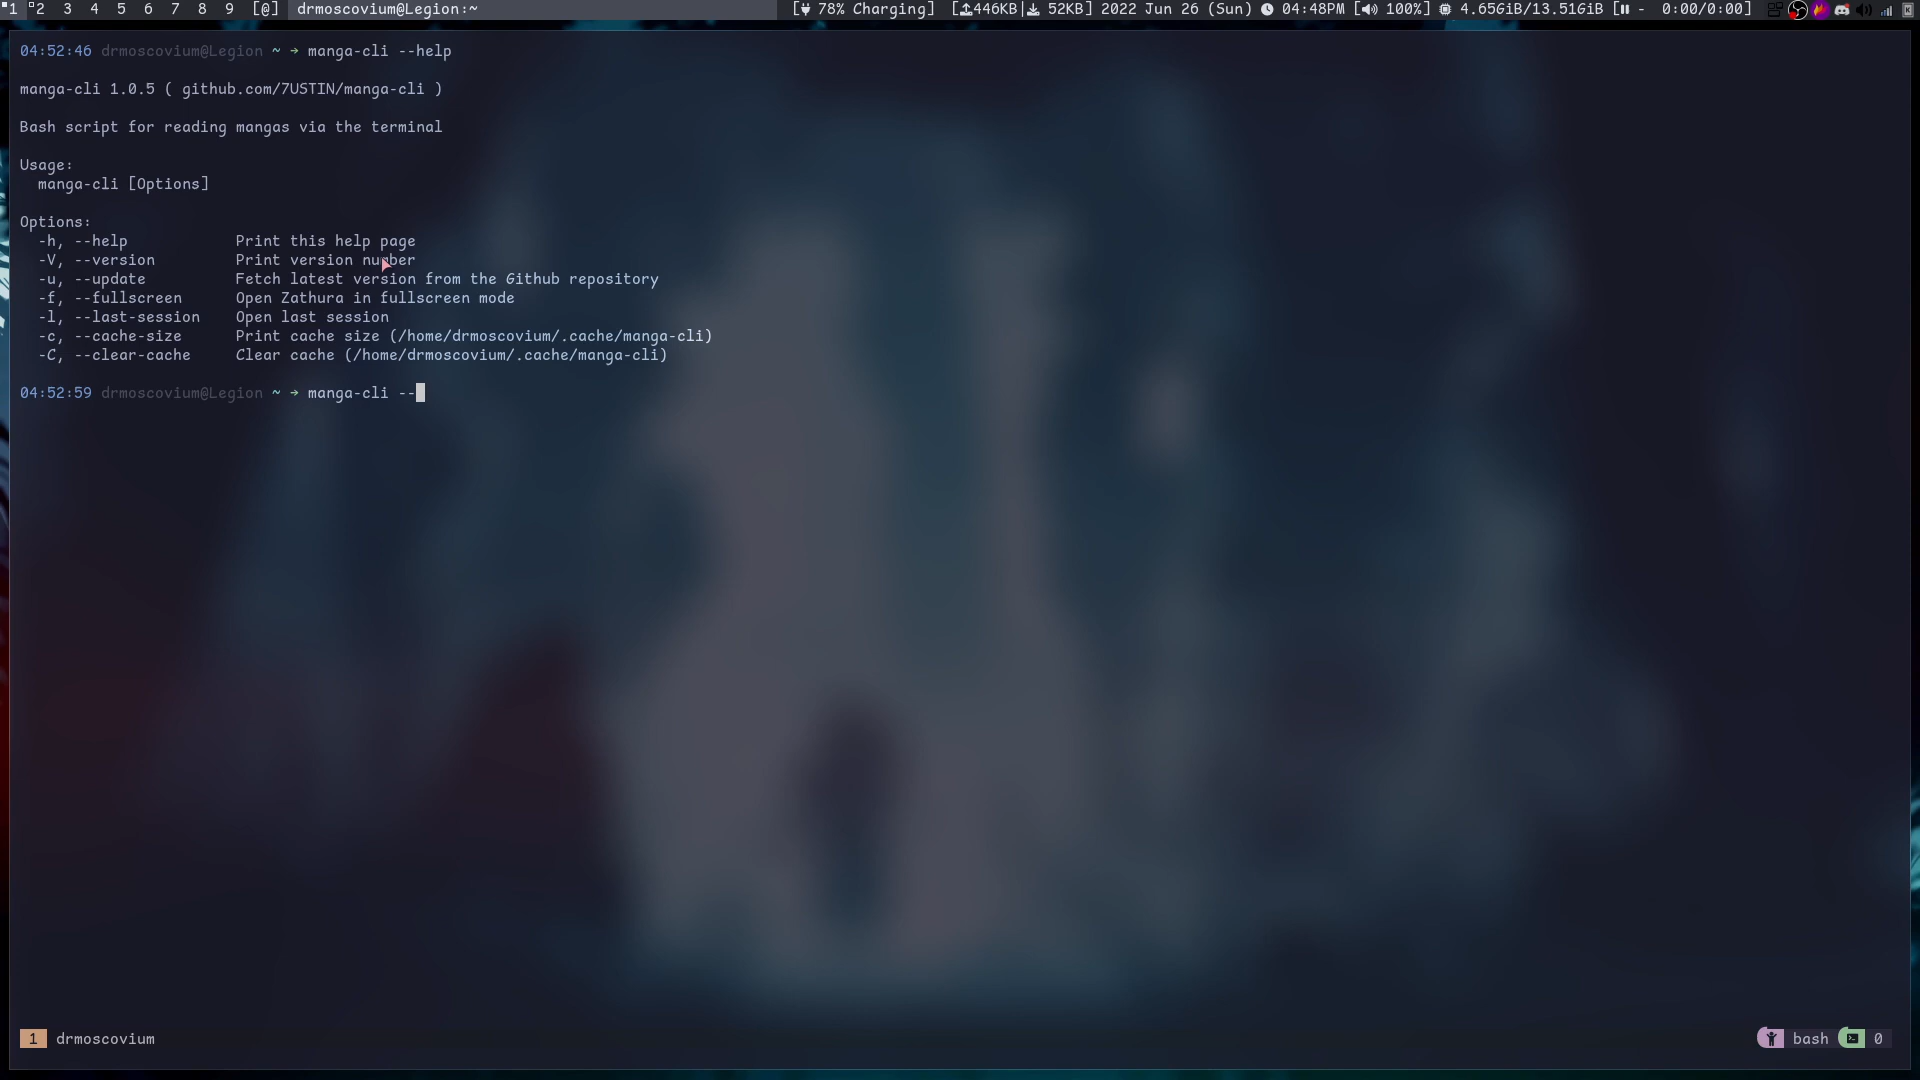 1 2 3 4 5 6 7 8 9 [@] drmoscovium@Legion:~ [ 78% Charging] [446KB| 52KB] 2022 Jun 26 (Sun) 04:48PM [ 100%] 4.65GiB/13.51GiB [ - 0:00/0:00]
04:52:46 drmoscovium@Legion ~ → manga-cli --help
manga-cli 1.0.5 ( github.com/7USTIN/manga-cli )
Bash script for reading mangas via the terminal
Usage:
manga-cli [Options]
Options:
-h, --help Print this help page
-V, --version Print version number
-u, --update Fetch latest version from the Github repository
-f, --fullscreen Open Zathura in fullscreen mode
-l, --last-session Open last session
-c, --cache-size Print cache size (/home/drmoscovium/.cache/manga-cli)
-C, --clear-cache Clear cache (/home/drmoscovium/.cache/manga-cli)
04:52:59 drmoscovium@Legion ~ → manga-cli --
1 drmoscovium bash 0